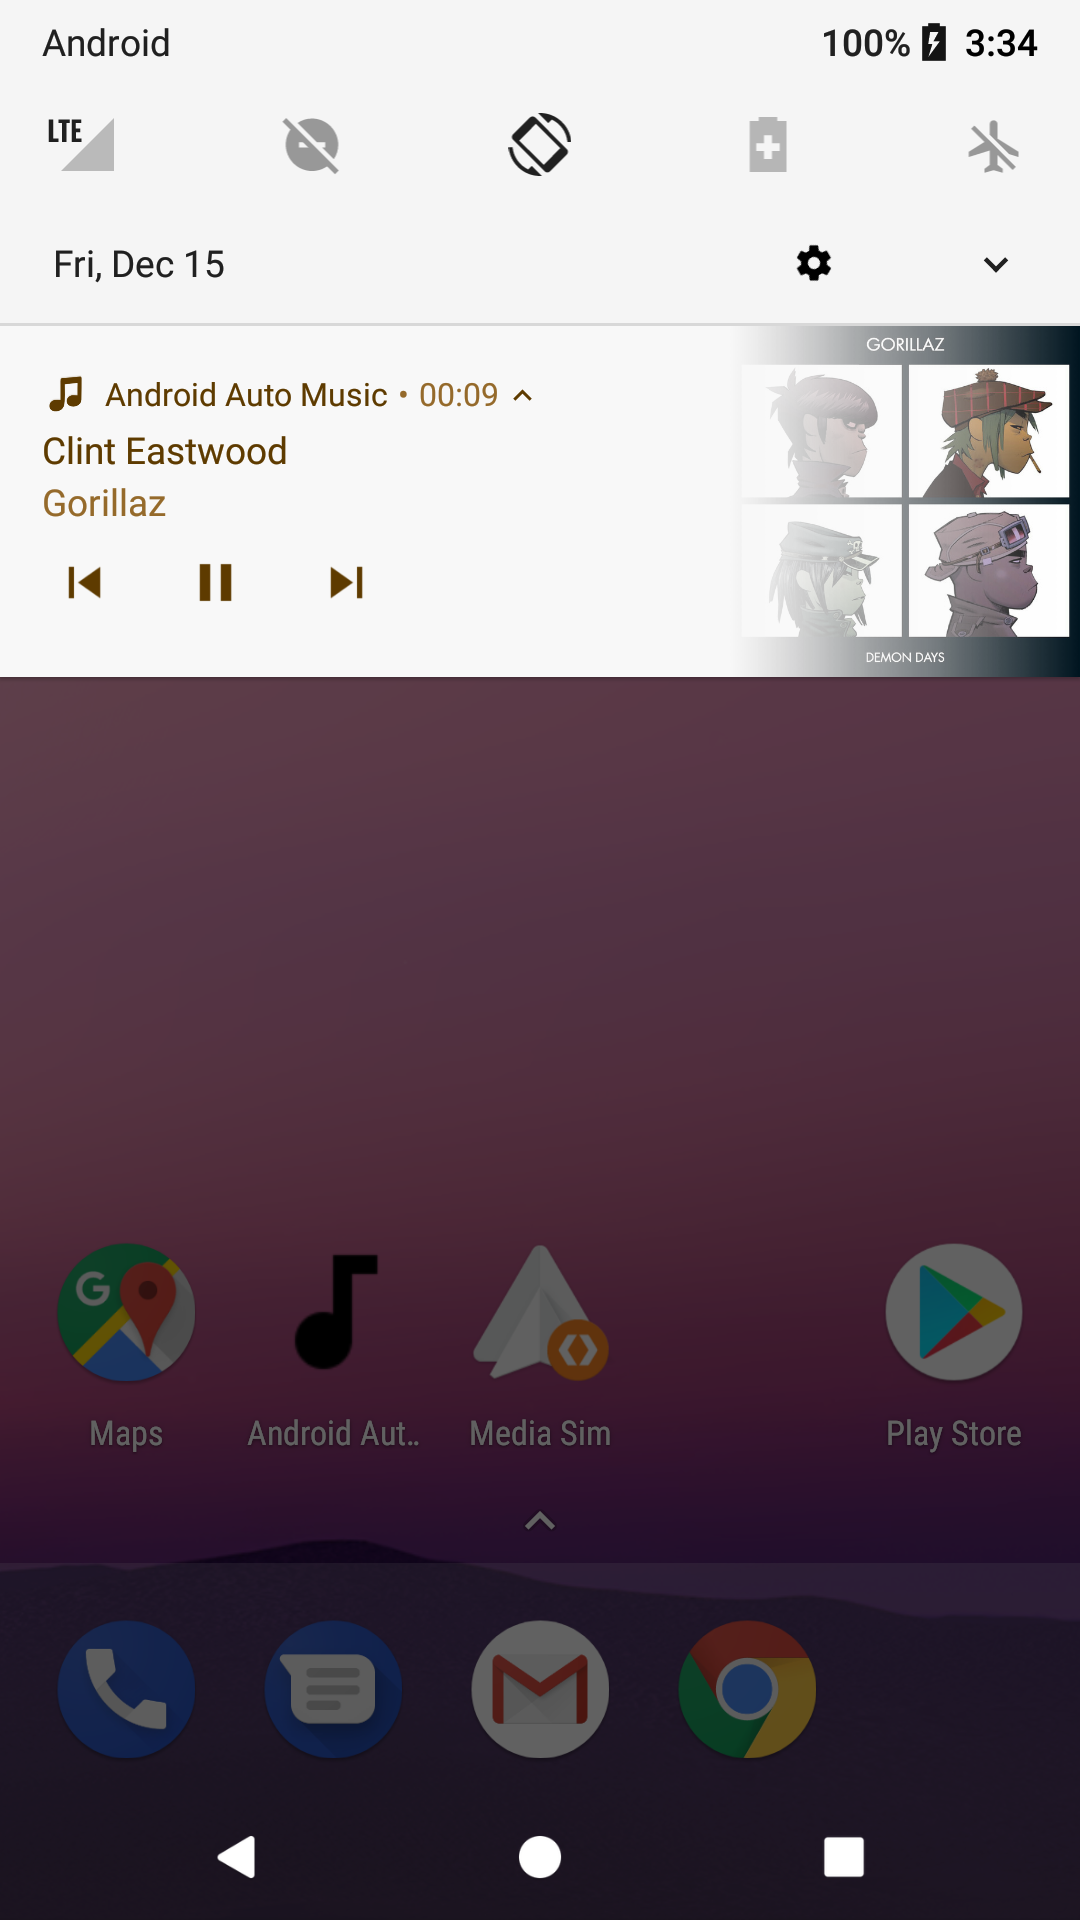 Android 100% 3:34
LTE
Fri, Dec 15
GORILLAZ
Android Auto Music • 00:09
Clint Eastwood
Gorillaz
DEMON DAYS
G
Maps Android Aut... Media Sim Play Store